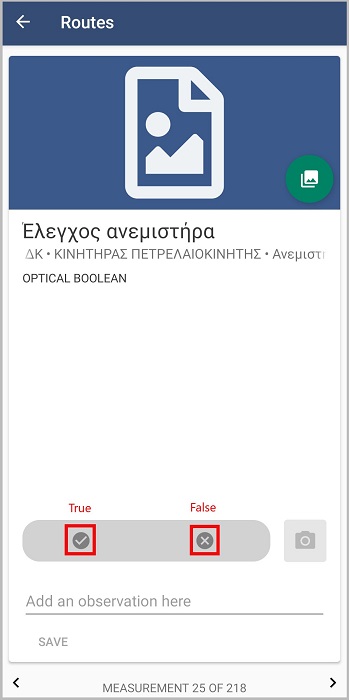 Routes
Έλεγχος ανεμιστήρα
ΔΚ • ΚΙΝΗΤΗΡΑΣ ΠΕΤΡΕΛΑΙΟΚΙΝΗΤΗΣ •
OPTICAL BOOLEAN
True False
Add an observation here
SAVE
MEASUREMENT 25 OF 218